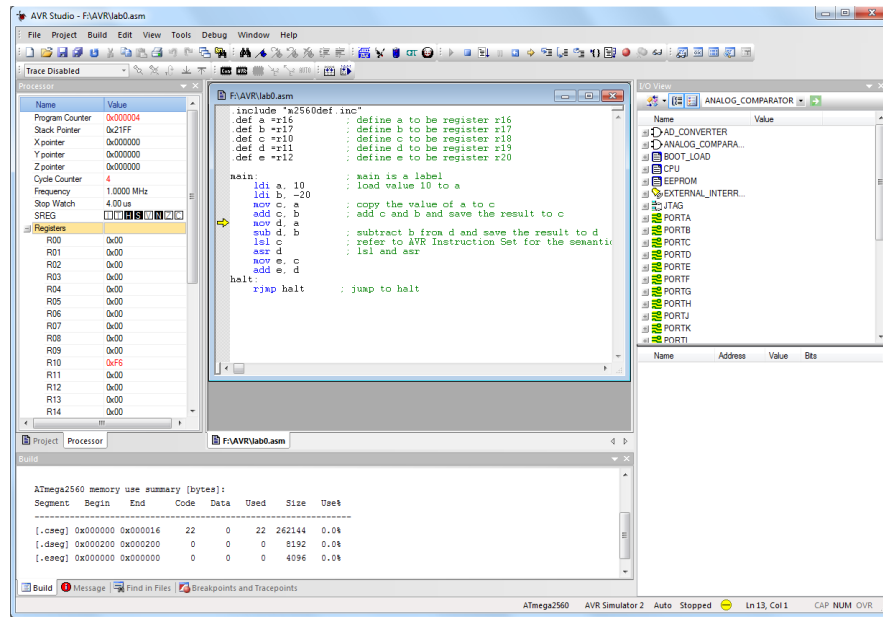 AVR Studio - F:\AVR\lab0.asm
File Project Build Edit View Tools Debug Window Help
Trace Disabled
Processor
Name Value
Program Counter 0x000004
Stack Pointer 0x21FF
X pointer 0x000000
Y pointer 0x000000
Z pointer 0x000000
Cycle Counter 4
Frequency 1.0000 MHz
Stop Watch 4.00 us
SREG I T H S V N Z C
Registers
R00 0x00
R01 0x00
R02 0x00
R03 0x00
R04 0x00
R05 0x00
R06 0x00
R07 0x00
R08 0x00
R09 0x00
R10 0xF6
R11 0x00
R12 0x00
R13 0x00
R14 0x00
Project Processor
F:\AVR\lab0.asm
.include "m2560def.inc"
.def a =r16 ; define a to be register r16
.def b =r17 ; define b to be register r17
.def c =r10 ; define c to be register r18
.def d =r11 ; define d to be register r19
.def e =r12 ; define e to be register r20
main: ; main is a label
ldi a, 10 ; load value 10 to a
ldi b, -20
mov c, a ; copy the value of a to c
add c, b ; add c and b and save the result to c
mov d, a
sub d, b ; subtract b from d and save the result to d
lsl c ; refer to AVR Instruction Set for the semantic
asr d ; lsl and asr
mov e, c
add e, d
halt:
rjmp halt ; jump to halt
F:\AVR\lab0.asm
I/O View
ANALOG_COMPARATOR
Name Value
AD_CONVERTER
ANALOG_COMPARA...
BOOT_LOAD
CPU
EEPROM
EXTERNAL_INTERR...
JTAG
PORTA
PORTB
PORTC
PORTD
PORTE
PORTF
PORTG
PORTH
PORTJ
PORTK
PORTL
Name Address Value Bits
Build
ATmega2560 memory use summary [bytes]:
Segment Begin End Code Data Used Size Use%
[.cseg] 0x000000 0x000016 22 0 22 262144 0.0%
[.dseg] 0x000200 0x000200 0 0 0 8192 0.0%
[.eseg] 0x000000 0x000000 0 0 0 4096 0.0%
Build Message Find in Files Breakpoints and Tracepoints
ATmega2560 AVR Simulator 2 Auto Stopped Ln 13, Col 1 CAP NUM OVR